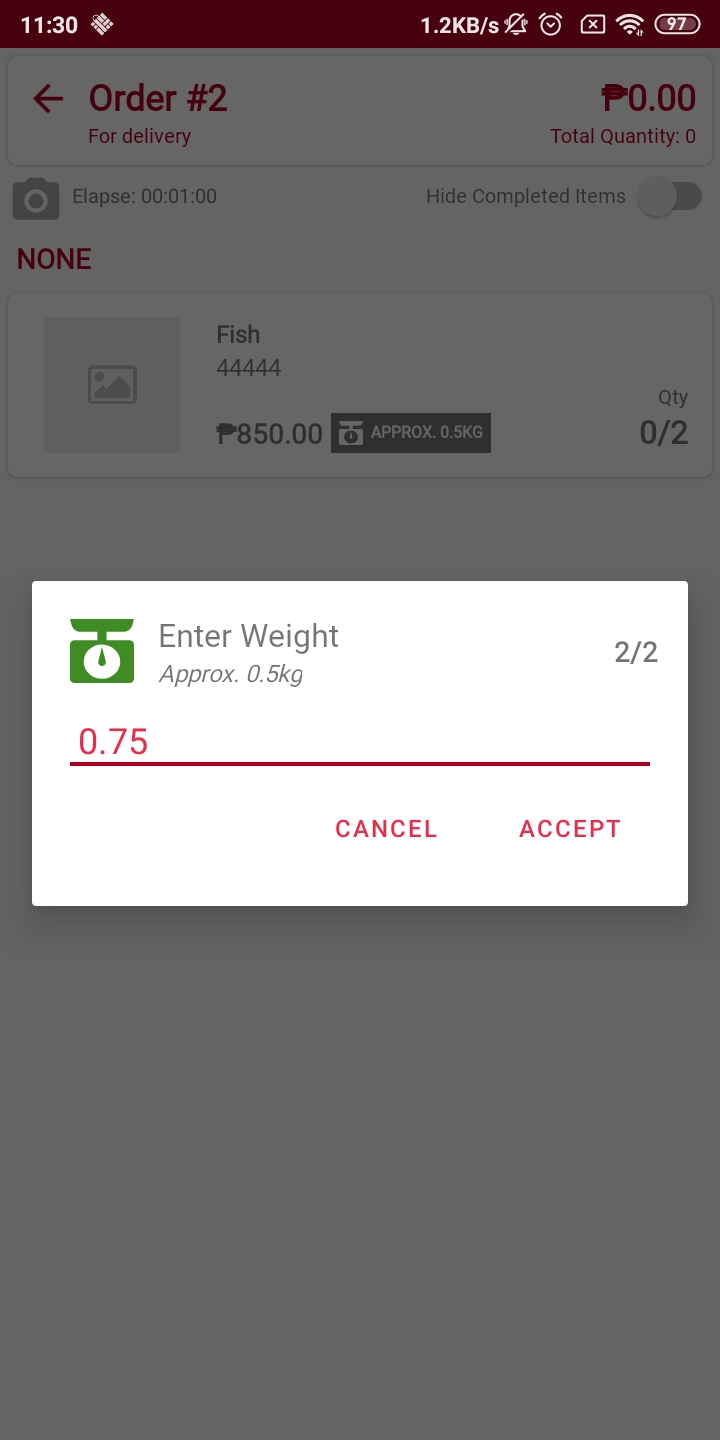 11:30 1.2KB/s 97
Order #2 ₱0.00
For delivery Total Quantity: 0
Elapse: 00:01:00 Hide Completed Items
NONE
Fish
44444
Qty
₱850.00 APPROX. 0.5KG 0/2
Enter Weight
Approx. 0.5kg 2/2
0.75
CANCEL ACCEPT